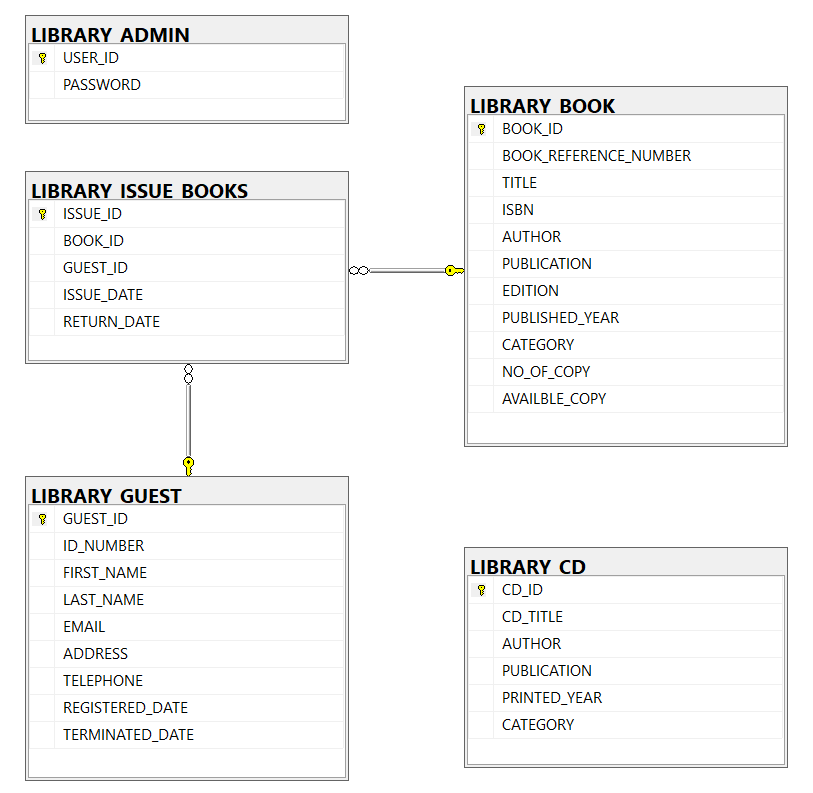 LIBRARY_ADMIN
USER_ID
PASSWORD
LIBRARY_ISSUE_BOOKS
ISSUE_ID
BOOK_ID
GUEST_ID
ISSUE_DATE
RETURN_DATE
LIBRARY_BOOK
BOOK_ID
BOOK_REFERENCE_NUMBER
TITLE
ISBN
AUTHOR
PUBLICATION
EDITION
PUBLISHED_YEAR
CATEGORY
NO_OF_COPY
AVAILBLE_COPY
LIBRARY_GUEST
GUEST_ID
ID_NUMBER
FIRST_NAME
LAST_NAME
EMAIL
ADDRESS
TELEPHONE
REGISTERED_DATE
TERMINATED_DATE
LIBRARY_CD
CD_ID
CD_TITLE
AUTHOR
PUBLICATION
PRINTED_YEAR
CATEGORY